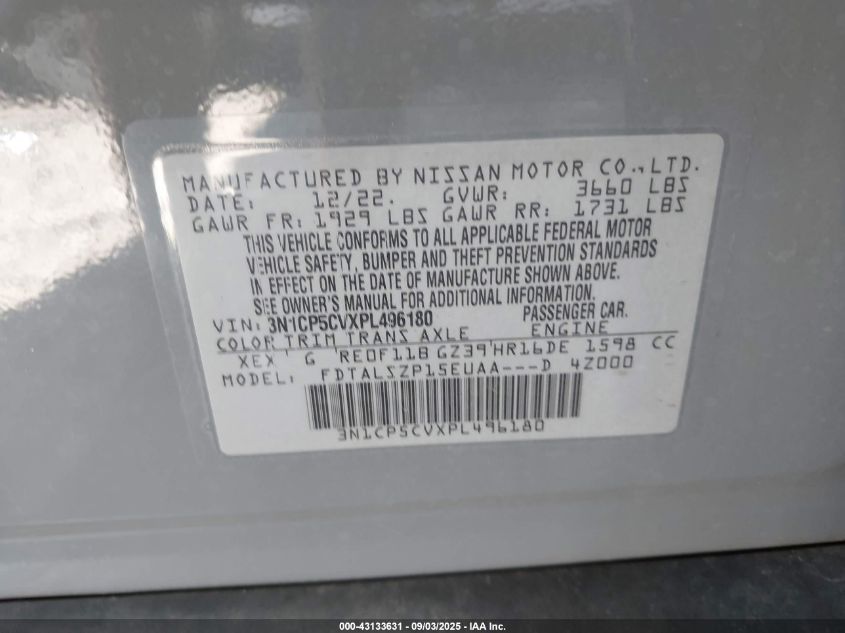 MANUFACTURED BY NISSAN MOTOR CO., LTD.
DATE: 12/22. GVWR: 3660 LBS
GAWR FR: 1929 LBS GAWR RR: 1731 LBS
THIS VEHICLE CONFORMS TO ALL APPLICABLE FEDERAL MOTOR
VEHICLE SAFETY, BUMPER AND THEFT PREVENTION STANDARDS
IN EFFECT ON THE DATE OF MANUFACTURE SHOWN ABOVE.
SEE OWNER'S MANUAL FOR ADDITIONAL INFORMATION.
VIN: 3N1CP5CVXPL496180 PASSENGER CAR.
COLOR TRIM TRANS AXLE ENGINE
XEX G RE0F11B GZ39 HR16DE 1598 CC
MODEL: FDTALSZP15EUAA---D 4Z000
3N1CP5CVXPL496180
000-43133631 - 09/03/2025 - IAA Inc.